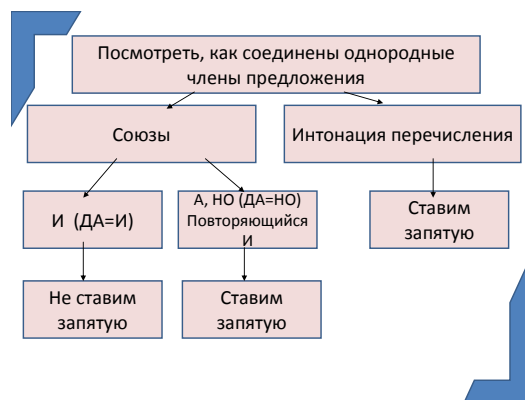 Посмотреть, как соединены однородные
члены предложения
Союзы
Интонация перечисления
И (ДА=И)
А, НО (ДА=НО)
Повторяющийся
И
Ставим
запятую
Не ставим
запятую
Ставим
запятую